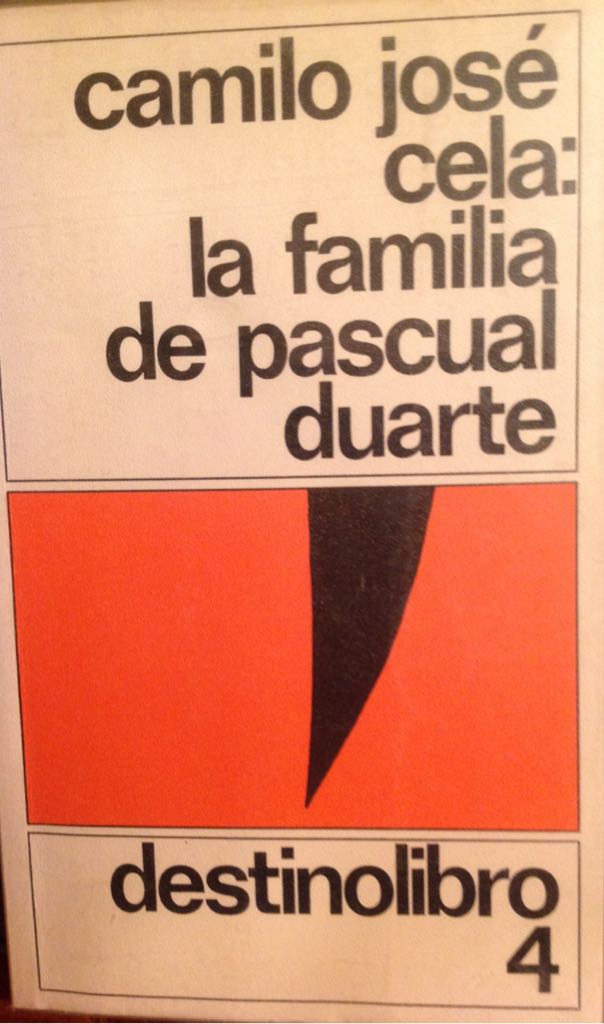 camilo josé
cela:
la familia
de pascual
duarte
destinolibro
4